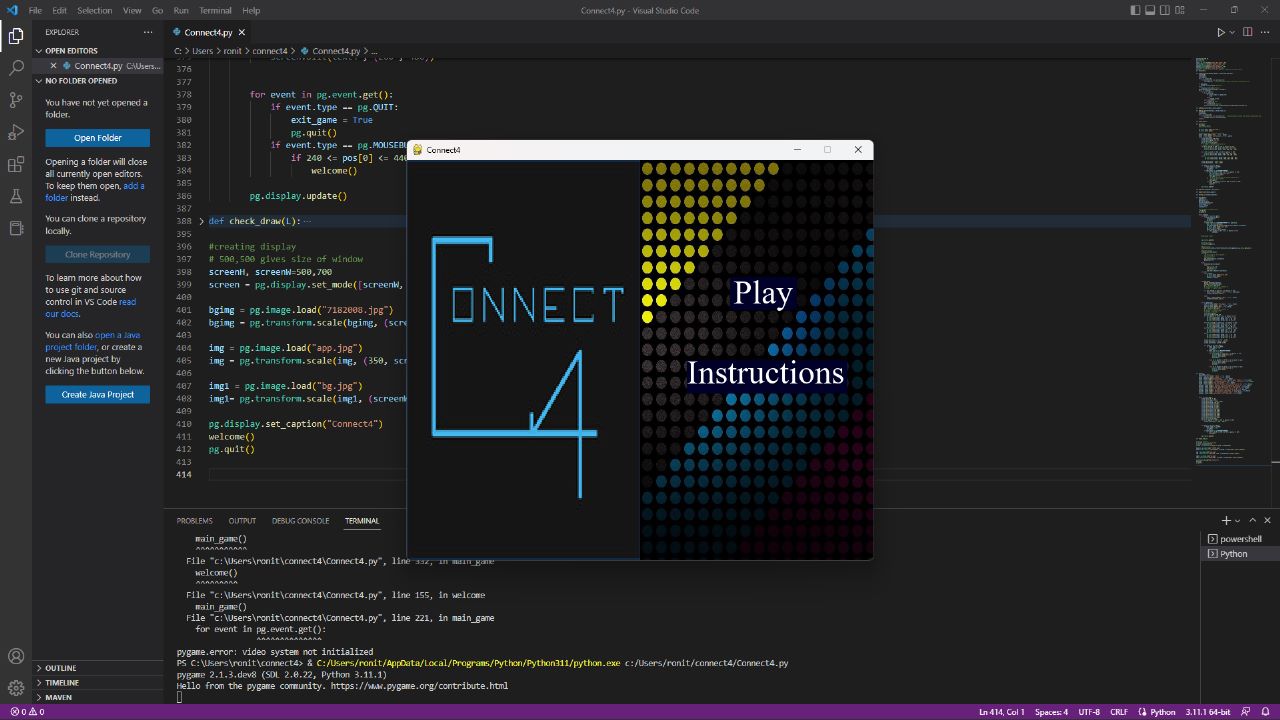 File Edit Selection View Go Run Terminal Help
Connect4.py - Visual Studio Code
EXPLORER
OPEN EDITORS
Connect4.py C:\Users...
NO FOLDER OPENED
You have not yet opened a
folder.
Open Folder
Opening a folder will close
all currently open editors.
To keep them open, add a
folder instead.
You can clone a repository
locally.
Clone Repository
To learn more about how
to use git and source
control in VS Code read
our docs.
You can also open a Java
project folder, or create a
new Java project by
clicking the button below.
Create Java Project
OUTLINE
TIMELINE
MAVEN
Connect4.py
C: > Users > ronit > connect4 > Connect4.py > ...
376
377
378 for event in pg.event.get():
379 if event.type == pg.QUIT:
380 exit_game = True
381 pg.quit()
382 if event.type == pg.MOUSEBU
383 if 240 <= pos[0] <= 440
384 welcome()
385
386 pg.display.update()
387
388 def check_draw(L): ...
395
396 #creating display
397 # 500,500 gives size of window
398 screenH, screenW=500,700
399 screen = pg.display.set_mode([screenW,
400
401 bgimg = pg.image.load("7182008.jpg")
402 bgimg = pg.transform.scale(bgimg, (scre
403
404 img = pg.image.load("app.jpg")
405 img = pg.transform.scale(img, (350, scr
406
407 img1 = pg.image.load("bg.jpg")
408 img1= pg.transform.scale(img1, (screenW
409
410 pg.display.set_caption("Connect4")
411 welcome()
412 pg.quit()
413
414
Connect4
CONNECT
4
Play
Instructions
PROBLEMS OUTPUT DEBUG CONSOLE TERMINAL
main_game()
^^^^^^^^^^^
File "c:\Users\ronit\connect4\Connect4.py", line 332, in main_game
welcome()
^^^^^^^^^
File "c:\Users\ronit\connect4\Connect4.py", line 155, in welcome
main_game()
File "c:\Users\ronit\connect4\Connect4.py", line 221, in main_game
for event in pg.event.get():
^^^^^^^^^^^^^^
pygame.error: video system not initialized
PS C:\Users\ronit\connect4> & C:/Users/ronit/AppData/Local/Programs/Python/Python311/python.exe c:/Users/ronit/connect4/Connect4.py
pygame 2.1.3.dev8 (SDL 2.0.22, Python 3.11.1)
Hello from the pygame community. https://www.pygame.org/contribute.html
powershell
Python
0 0
Ln 414, Col 1 Spaces: 4 UTF-8 CRLF Python 3.11.1 64-bit